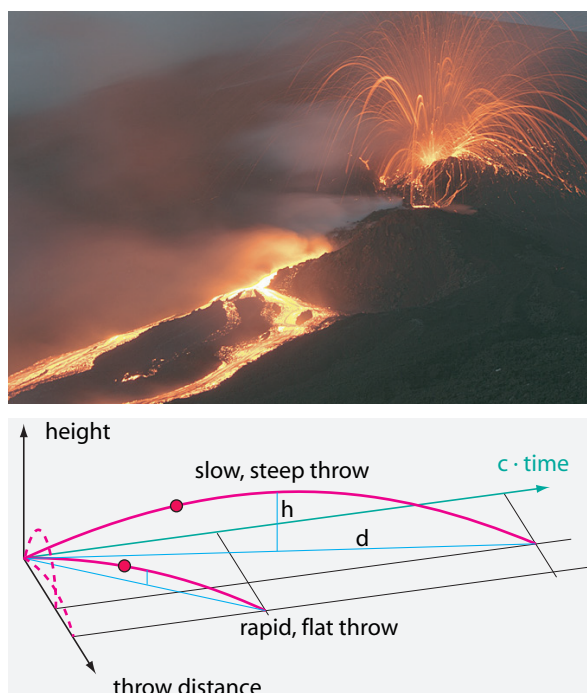 height
slow, steep throw
c · time
h
d
rapid, flat throw
throw distance